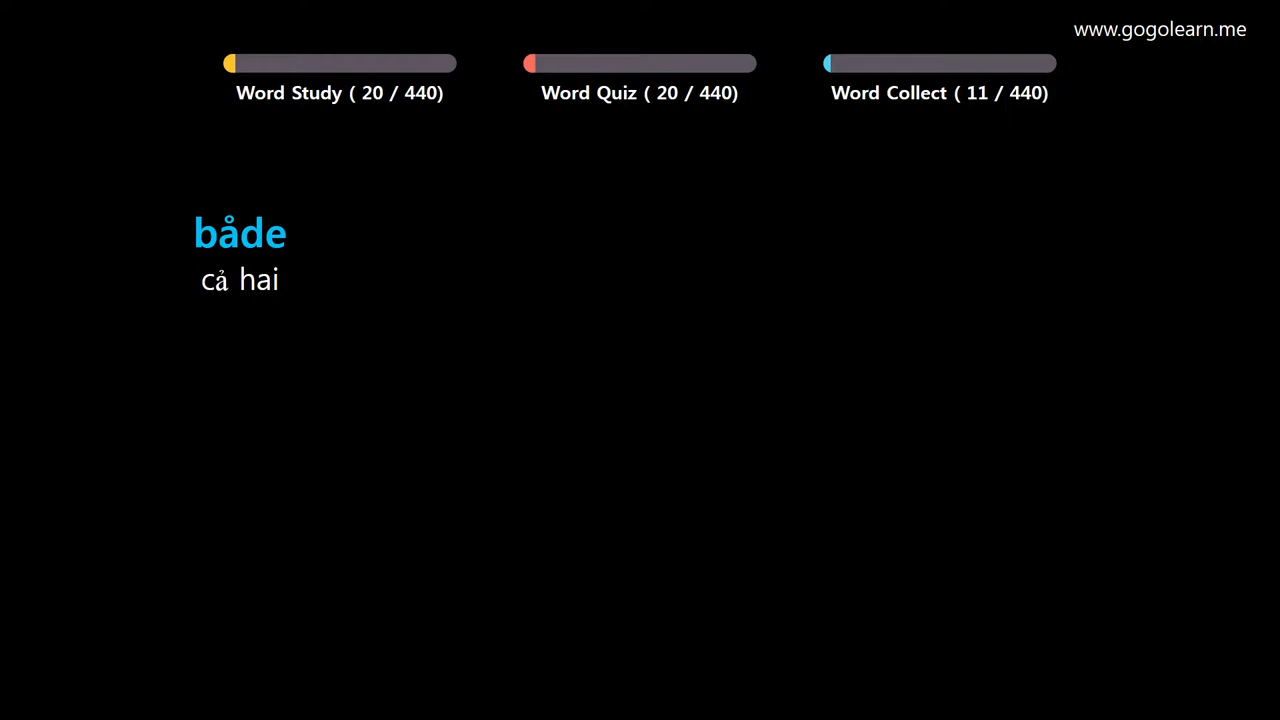 www.gogolearn.me
Word Study ( 20 / 440)
Word Quiz ( 20 / 440)
Word Collect ( 11 / 440)
både
cả hai